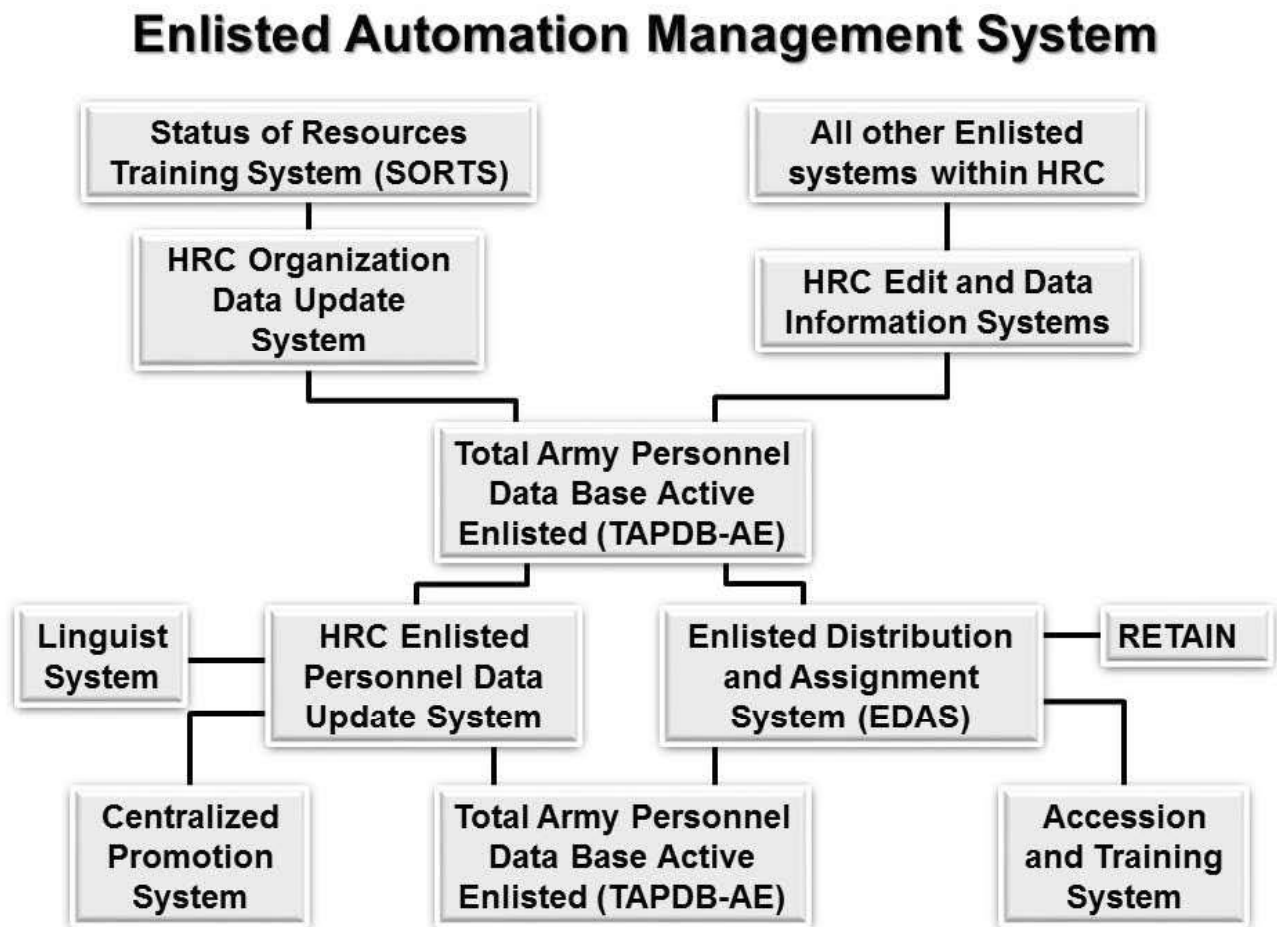 Enlisted Automation Management System
Status of Resources
Training System (SORTS)
All other Enlisted
systems within HRC
HRC Organization
Data Update
System
HRC Edit and Data
Information Systems
Total Army Personnel
Data Base Active
Enlisted (TAPDB-AE)
Linguist
System
HRC Enlisted
Personnel Data
Update System
Enlisted Distribution
and Assignment
System (EDAS)
RETAIN
Centralized
Promotion
System
Total Army Personnel
Data Base Active
Enlisted (TAPDB-AE)
Accession
and Training
System